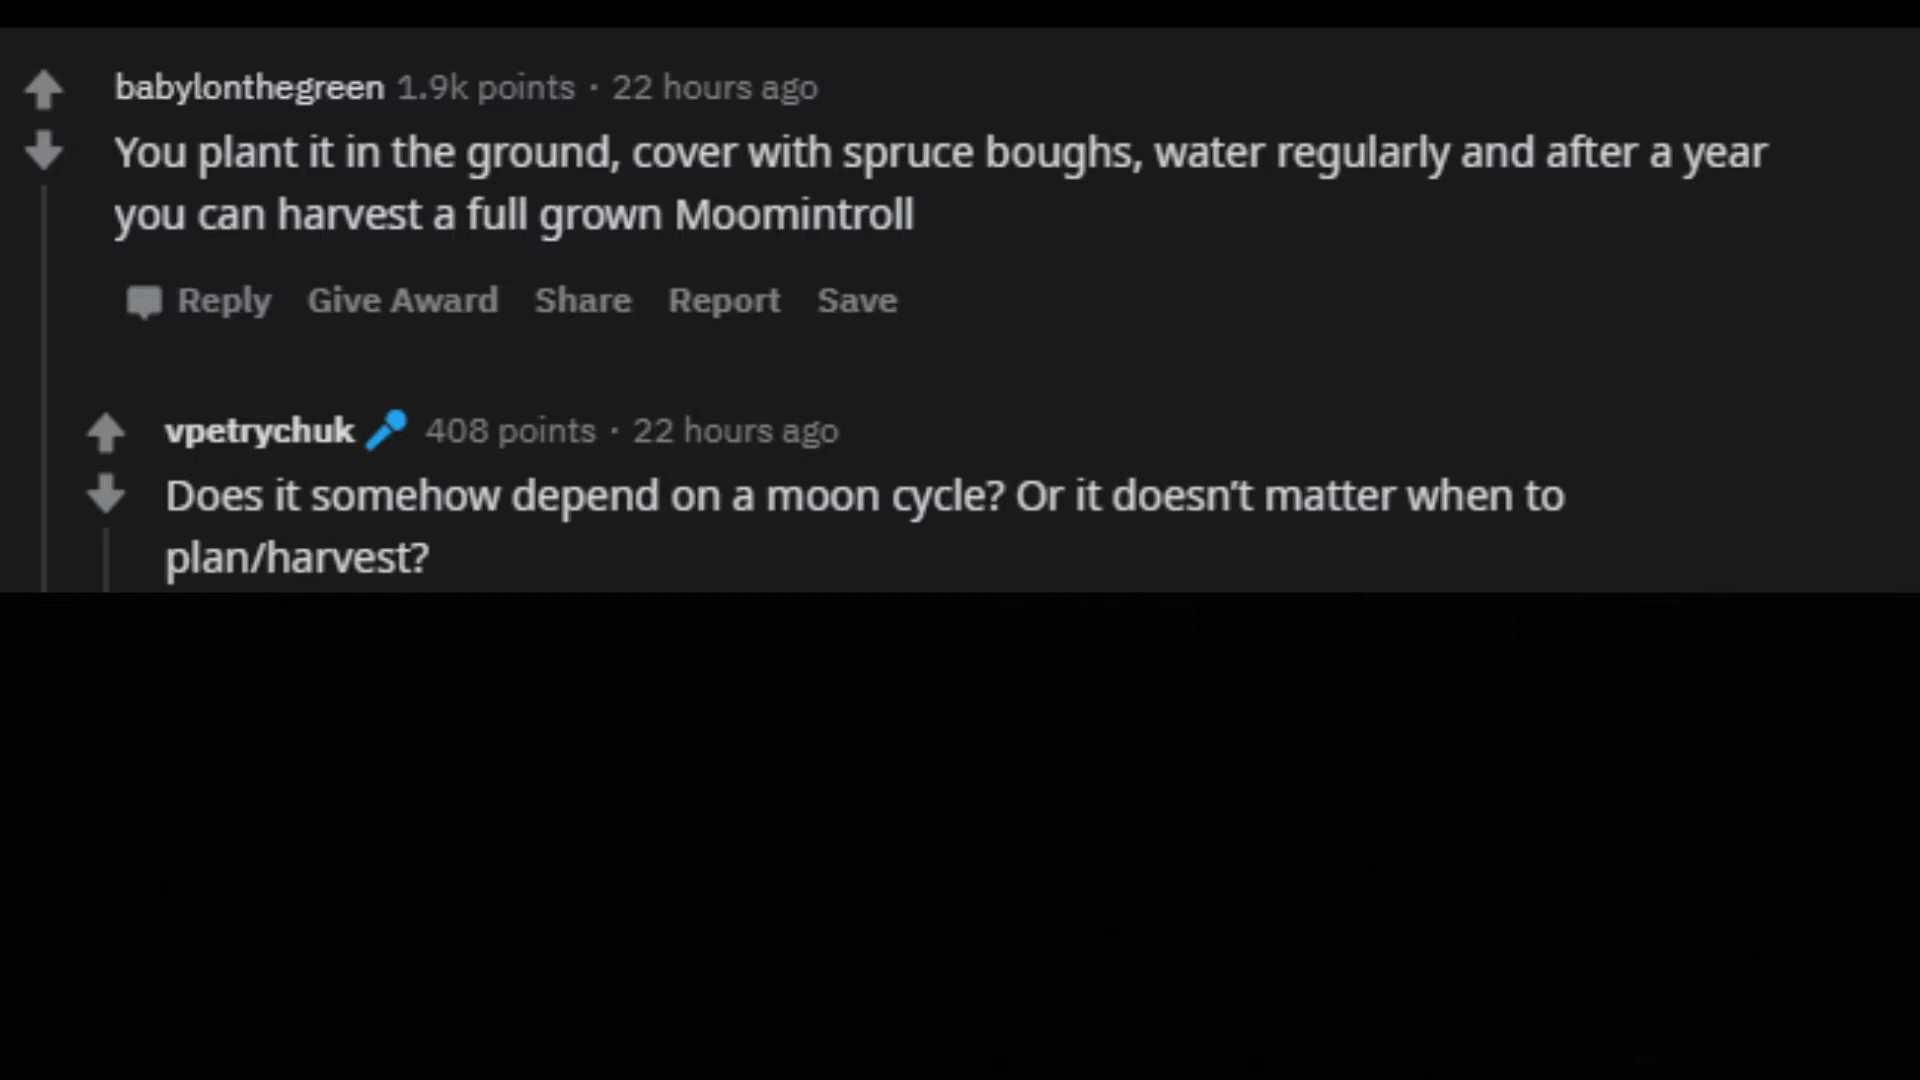 babylonthegreen 1.9k points · 22 hours ago
You plant it in the ground, cover with spruce boughs, water regularly and after a year
you can harvest a full grown Moomintroll
Reply Give Award Share Report Save
vpetrychuk 408 points · 22 hours ago
Does it somehow depend on a moon cycle? Or it doesn't matter when to
plan/harvest?